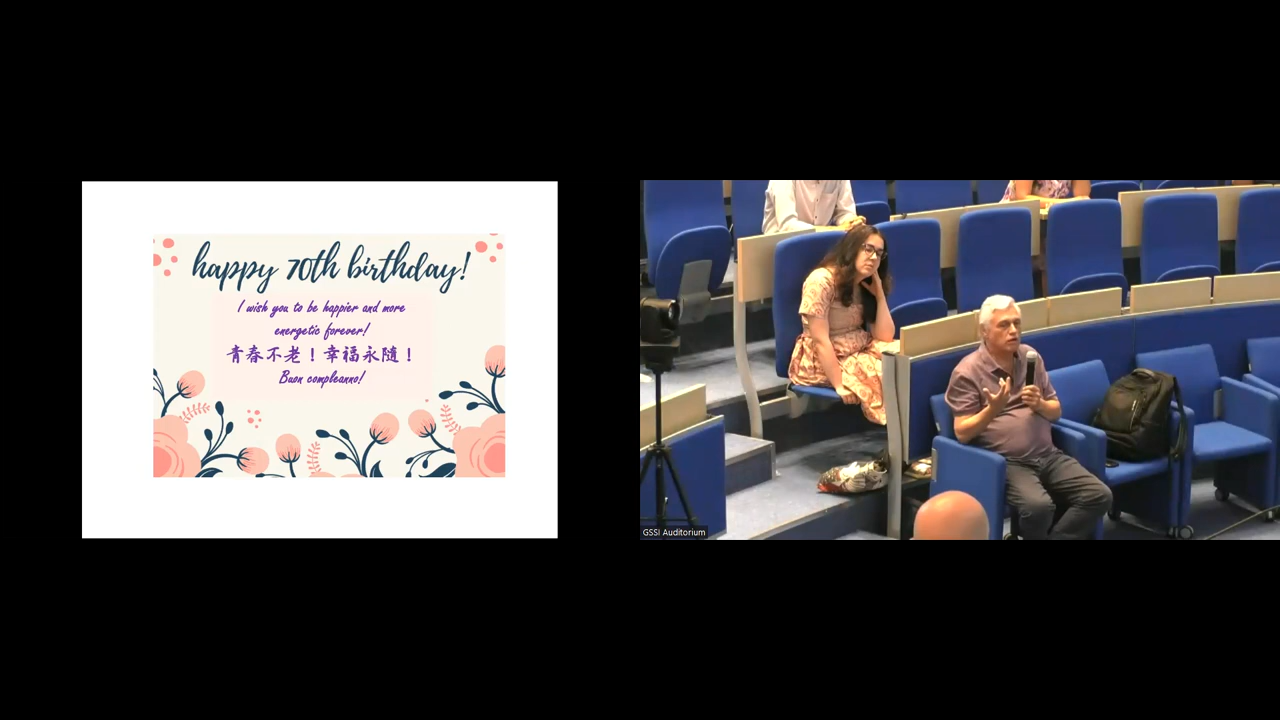 happy 70th birthday!
I wish you to be happier and more
energetic forever!
青春不老！幸福永随！
Buon compleanno!
GSSI Auditorium